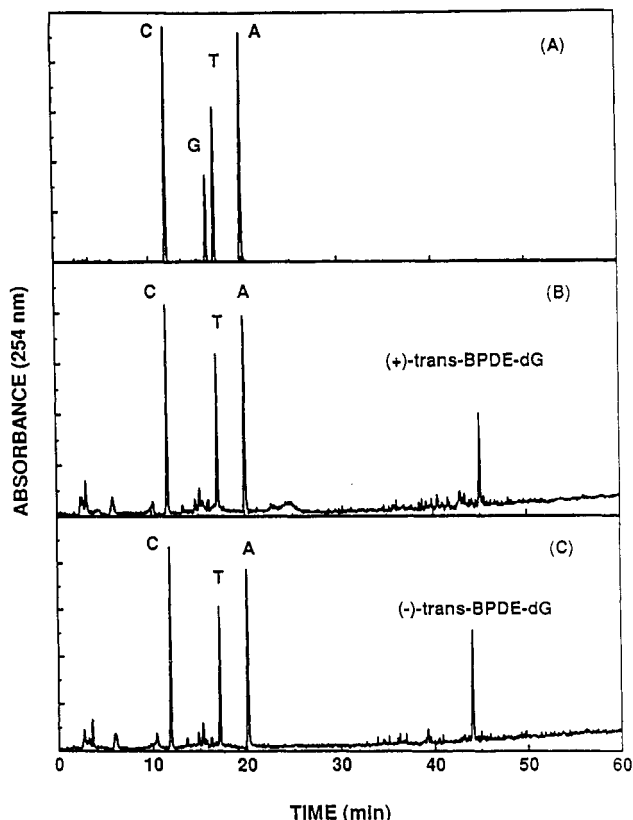 C
A
(A)
T
G
C
A
(B)
T
(+)-trans-BPDE-dG
C
A
(C)
T
(-)-trans-BPDE-dG
ABSORBANCE (254 nm)
0 10 20 30 40 50 60
TIME (min)